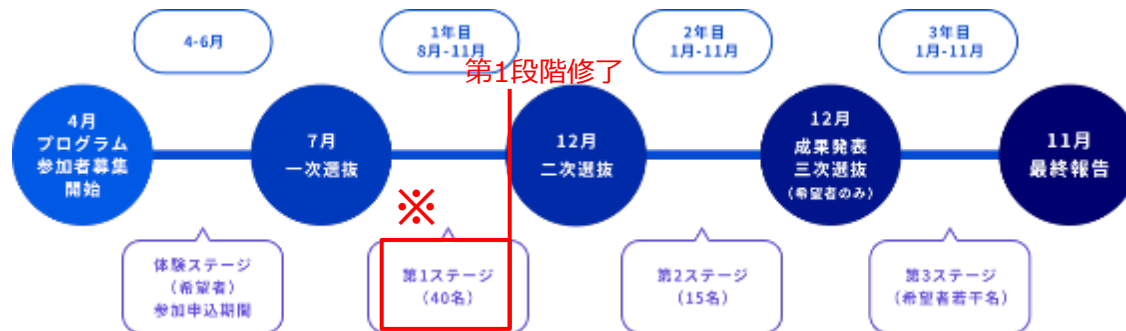 4-6月
1年目
8月-11月
2年目
1月-11月
3年目
1月-11月
第1段階修了
4月
プログラム
参加者募集
開始
7月
一次選抜
12月
二次選抜
12月
成果発表
三次選抜
(希望者のみ)
11月
最終報告
※
体験ステージ
(希望者)
参加申込期間
第1ステージ
(40名)
第2ステージ
(15名)
第3ステージ
(希望者若干名)